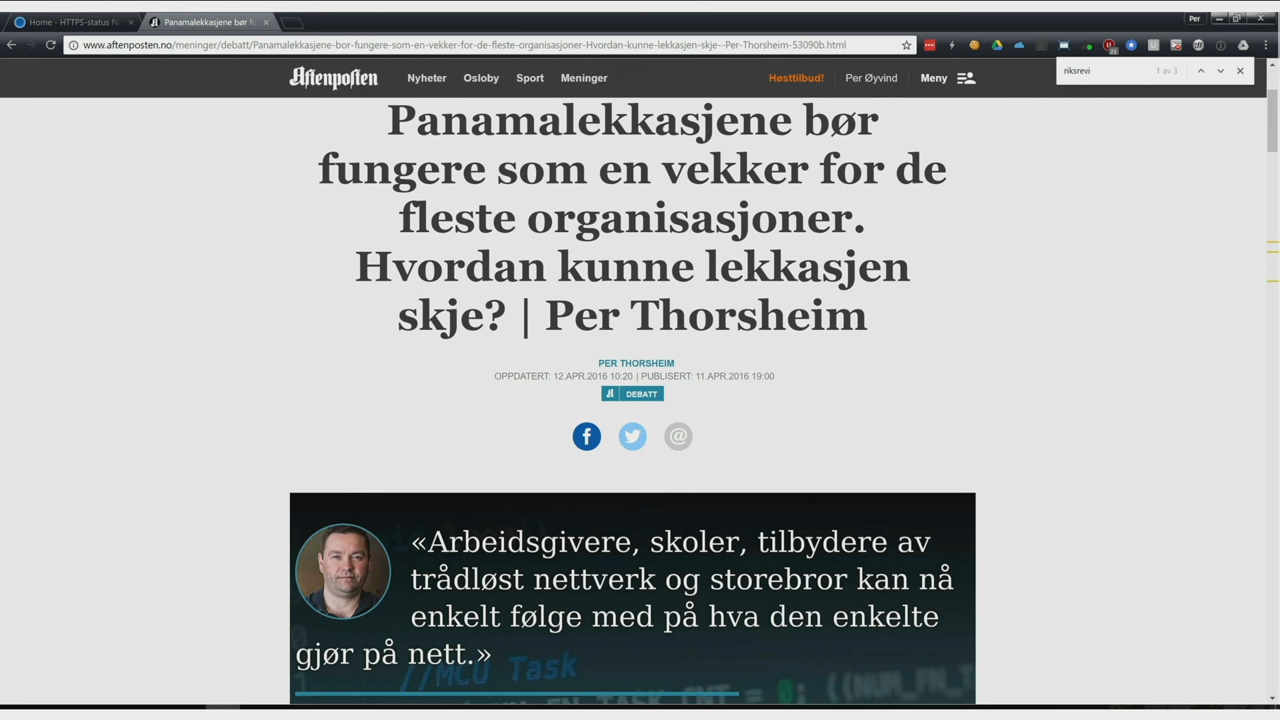 Home - HTTPS-status N
Panamalekkasjene bør f
Per
www.aftenposten.no/meninger/debatt/Panamalekkasjene-bor-fungere-som-en-vekker-for-de-fleste-organisasjoner-Hvordan-kunne-lekkasjen-skje--Per-Thorsheim-53090b.html
riksrevi 1 av 3
Aftenposten Nyheter Osloby Sport Meninger Høsttilbud! Per Øyvind Meny
Panamalekkasjene bør
fungere som en vekker for de
fleste organisasjoner.
Hvordan kunne lekkasjen
skje? | Per Thorsheim
PER THORSHEIM
OPPDATERT: 12.APR.2016 10:20 | PUBLISERT: 11.APR.2016 19:00
DEBATT
«Arbeidsgivere, skoler, tilbydere av
trådløst nettverk og storebror kan nå
enkelt følge med på hva den enkelte
gjør på nett.»
//MCU Task
= 0;